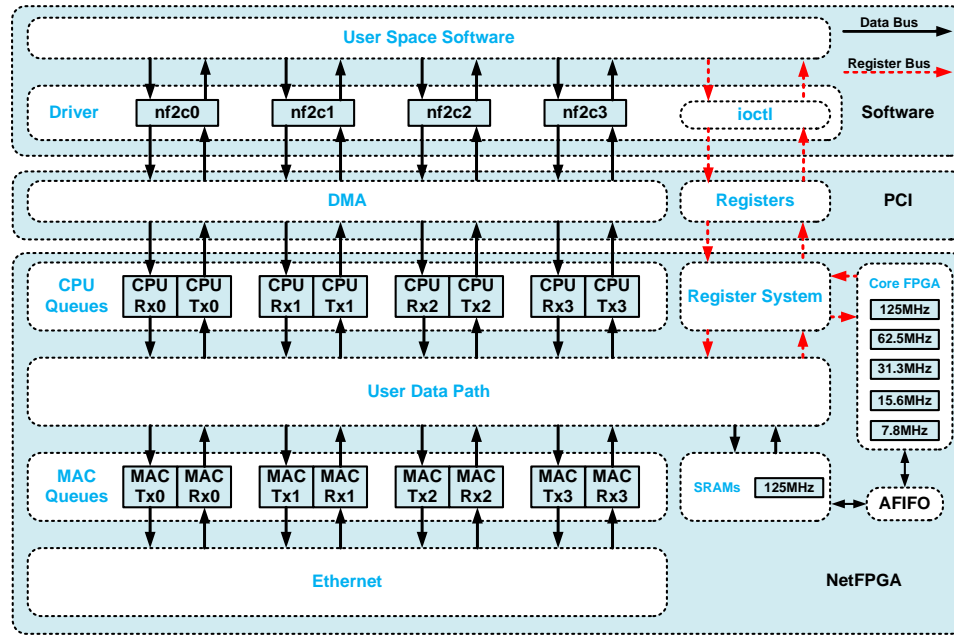 User Space Software
Data Bus
Register Bus
Driver
nf2c0
nf2c1
nf2c2
nf2c3
ioctl
Software
DMA
Registers
PCI
CPU
Queues
CPU
Rx0
CPU
Tx0
CPU
Rx1
CPU
Tx1
CPU
Rx2
CPU
Tx2
CPU
Rx3
CPU
Tx3
Register System
Core FPGA
125MHz
62.5MHz
31.3MHz
15.6MHz
7.8MHz
User Data Path
MAC
Queues
MAC
Tx0
MAC
Rx0
MAC
Tx1
MAC
Rx1
MAC
Tx2
MAC
Rx2
MAC
Tx3
MAC
Rx3
SRAMs
125MHz
AFIFO
Ethernet
NetFPGA